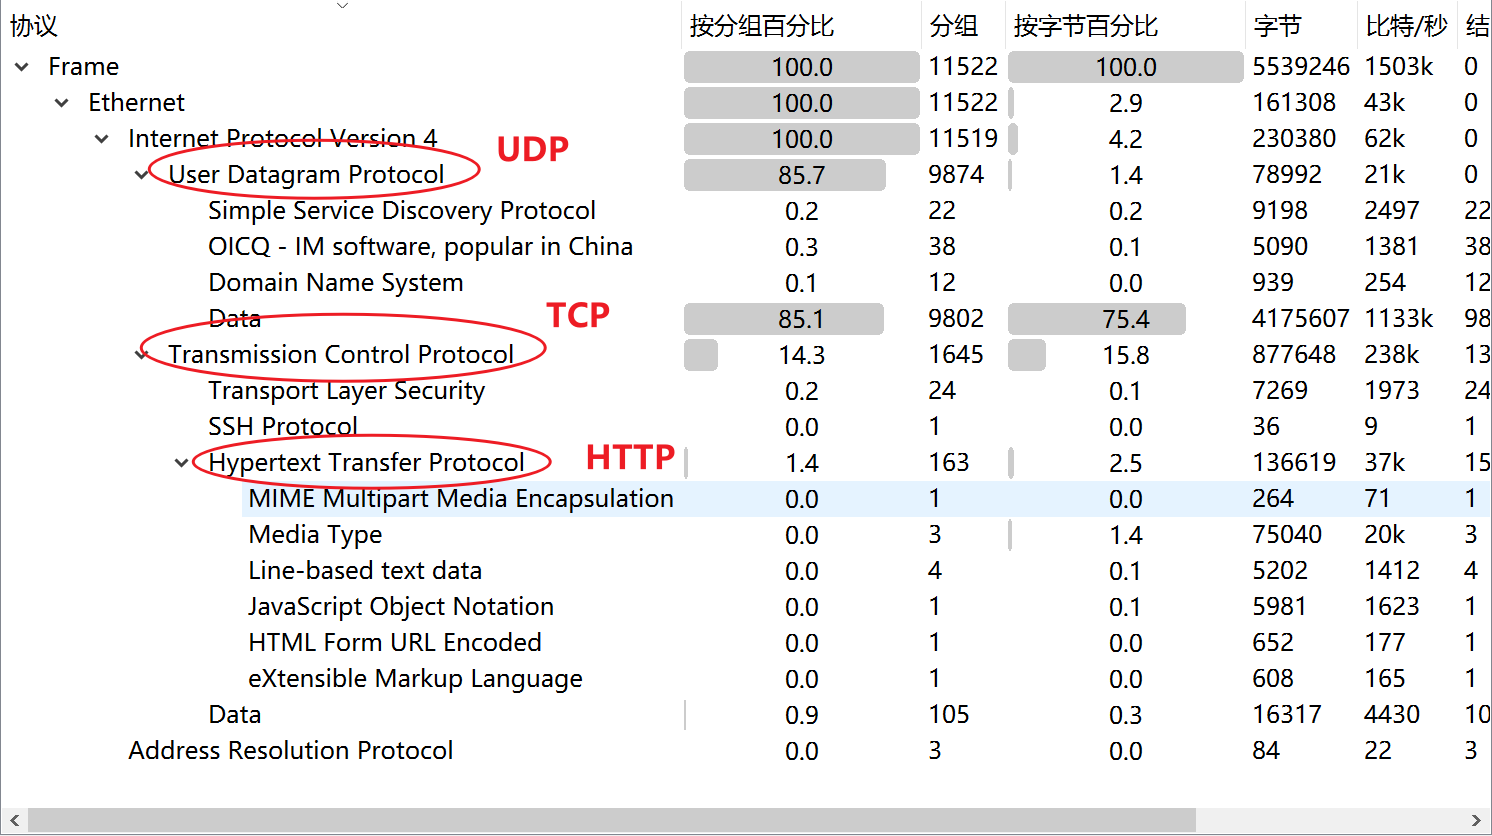 协议 按分组百分比 分组 按字节百分比 字节 比特/秒 结
Frame 100.0 11522 100.0 5539246 1503k 0
Ethernet 100.0 11522 2.9 161308 43k 0
Internet Protocol Version 4 100.0 11519 4.2 230380 62k 0
UDP
User Datagram Protocol 85.7 9874 1.4 78992 21k 0
Simple Service Discovery Protocol 0.2 22 0.2 9198 2497 22
OICQ - IM software, popular in China 0.3 38 0.1 5090 1381 38
Domain Name System 0.1 12 0.0 939 254 12
TCP
Data 85.1 9802 75.4 4175607 1133k 98
Transmission Control Protocol 14.3 1645 15.8 877648 238k 13
Transport Layer Security 0.2 24 0.1 7269 1973 24
SSH Protocol 0.0 1 0.0 36 9 1
HTTP
Hypertext Transfer Protocol 1.4 163 2.5 136619 37k 15
MIME Multipart Media Encapsulation 0.0 1 0.0 264 71 1
Media Type 0.0 3 1.4 75040 20k 3
Line-based text data 0.0 4 0.1 5202 1412 4
JavaScript Object Notation 0.0 1 0.1 5981 1623 1
HTML Form URL Encoded 0.0 1 0.0 652 177 1
eXtensible Markup Language 0.0 1 0.0 608 165 1
Data 0.9 105 0.3 16317 4430 10
Address Resolution Protocol 0.0 3 0.0 84 22 3